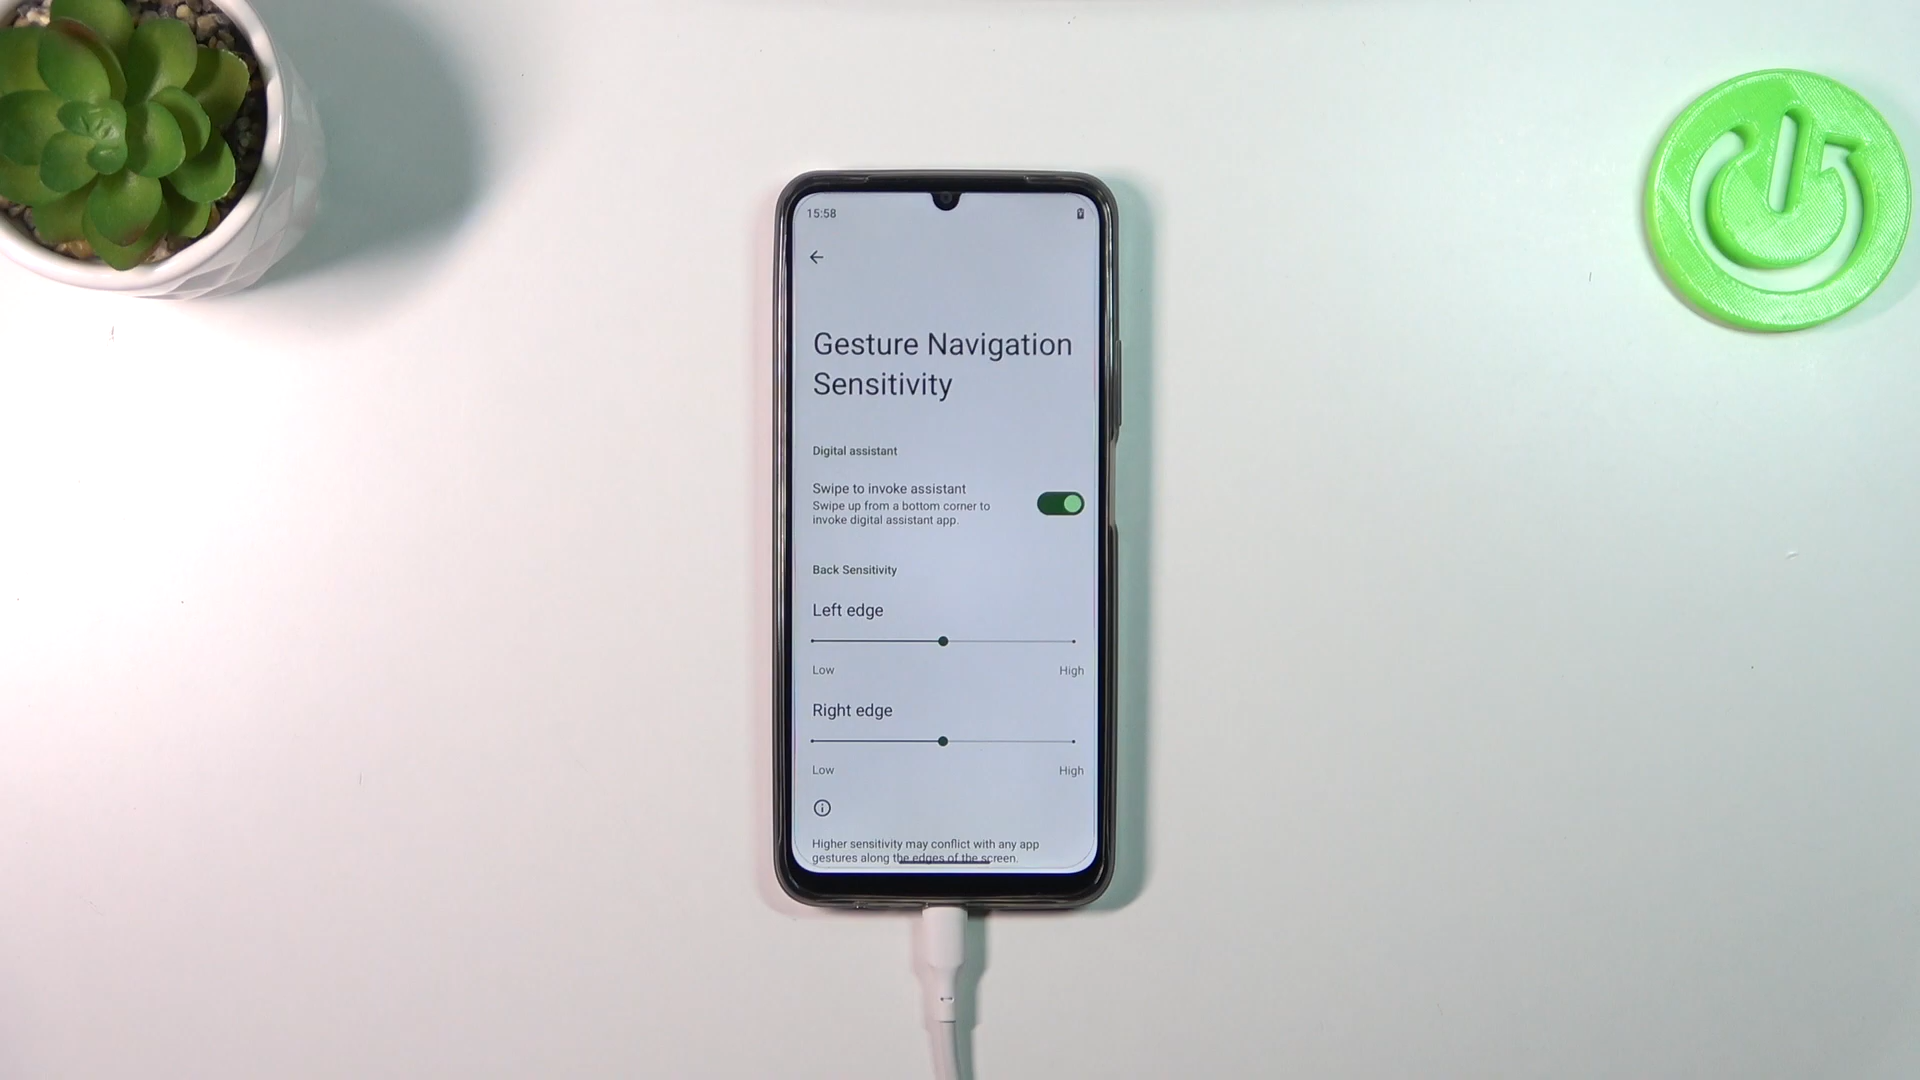 15:58
Gesture Navigation
Sensitivity
Digital assistant
Swipe to invoke assistant
Swipe up from a bottom corner to
invoke digital assistant app.
Back Sensitivity
Left edge
Low High
Right edge
Low High
Higher sensitivity may conflict with any app
gestures along the edges of the screen.